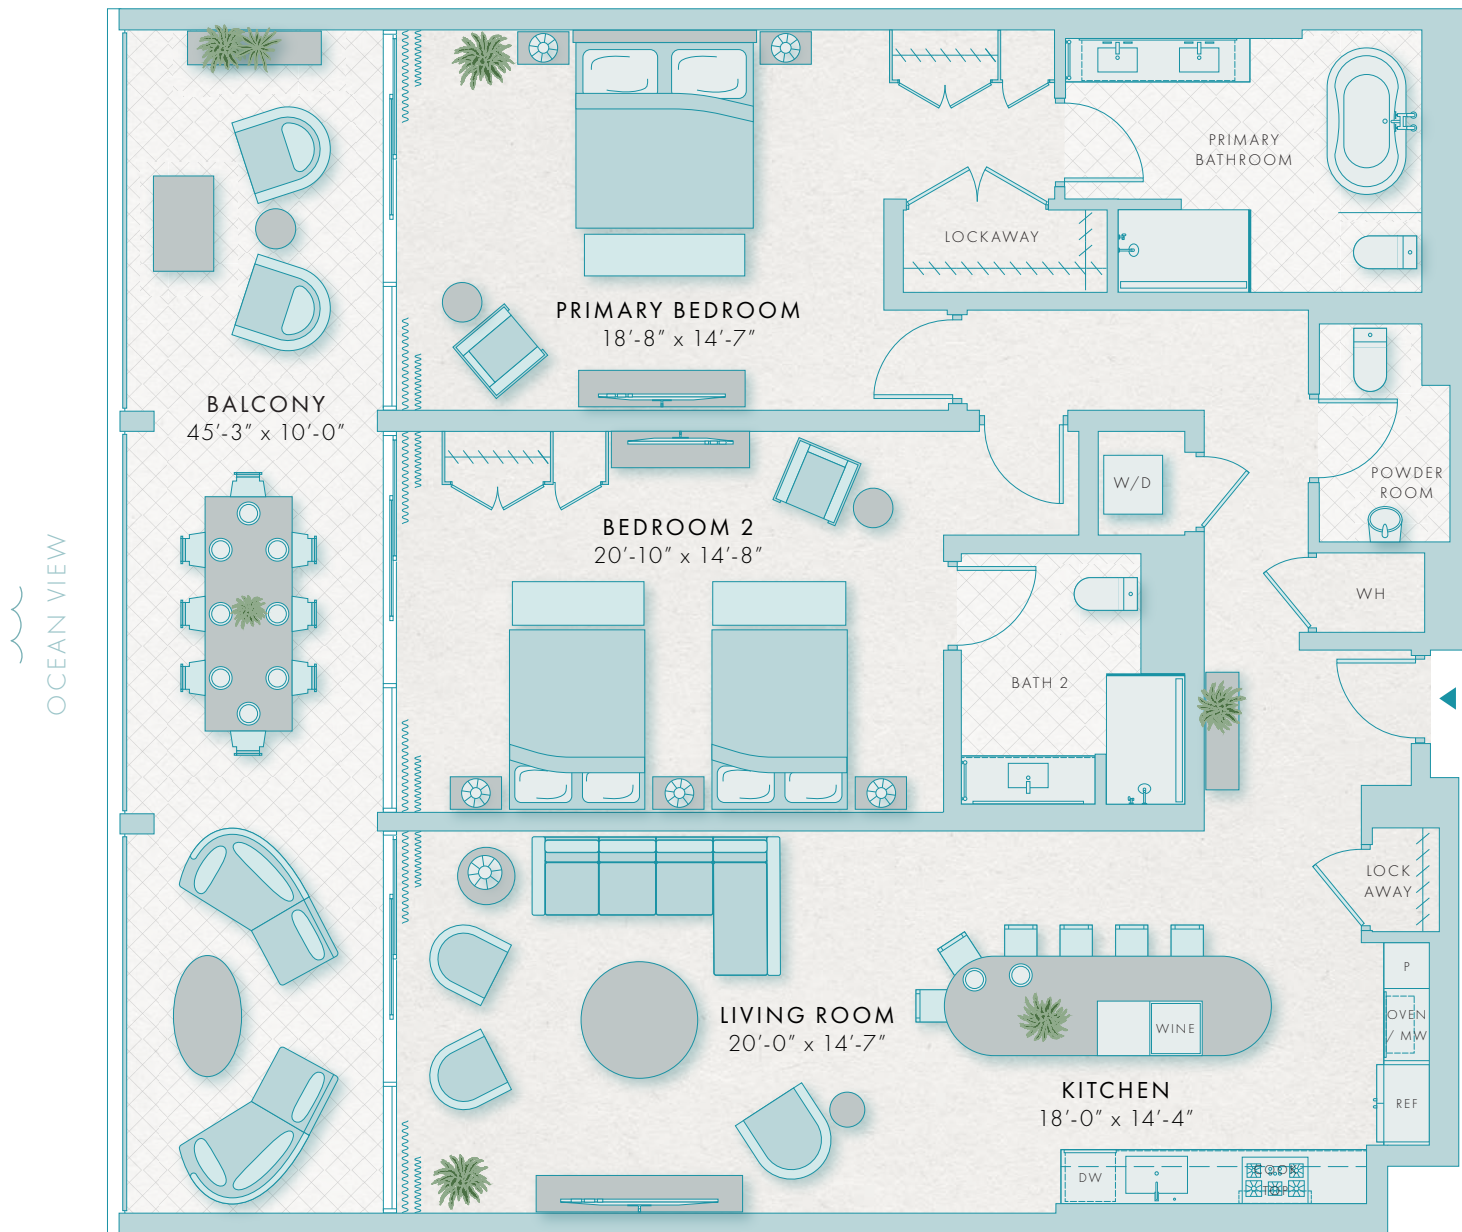 PRIMARY
BATHROOM
LOCKAWAY
PRIMARY BEDROOM
18'-8" x 14'-7"
BALCONY
45'-3" x 10'-0"
W/D
POWDER
ROOM
BEDROOM 2
20'-10" x 14'-8"
OCEAN VIEW
WH
BATH 2
LOCK
AWAY
P
LIVING ROOM
20'-0" x 14'-7"
WINE
OVEN
/ MW
KITCHEN
18'-0" x 14'-4"
REF
DW
COOK
TOP